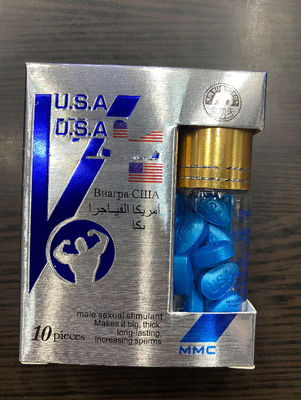 U.S.A
U.S.A
Виагра США
امريكا الفياجرا
نكا
male sexual stimulant
Makes it big, thick,
long-lasting,
Increasing sperms
10 pieces
MMC